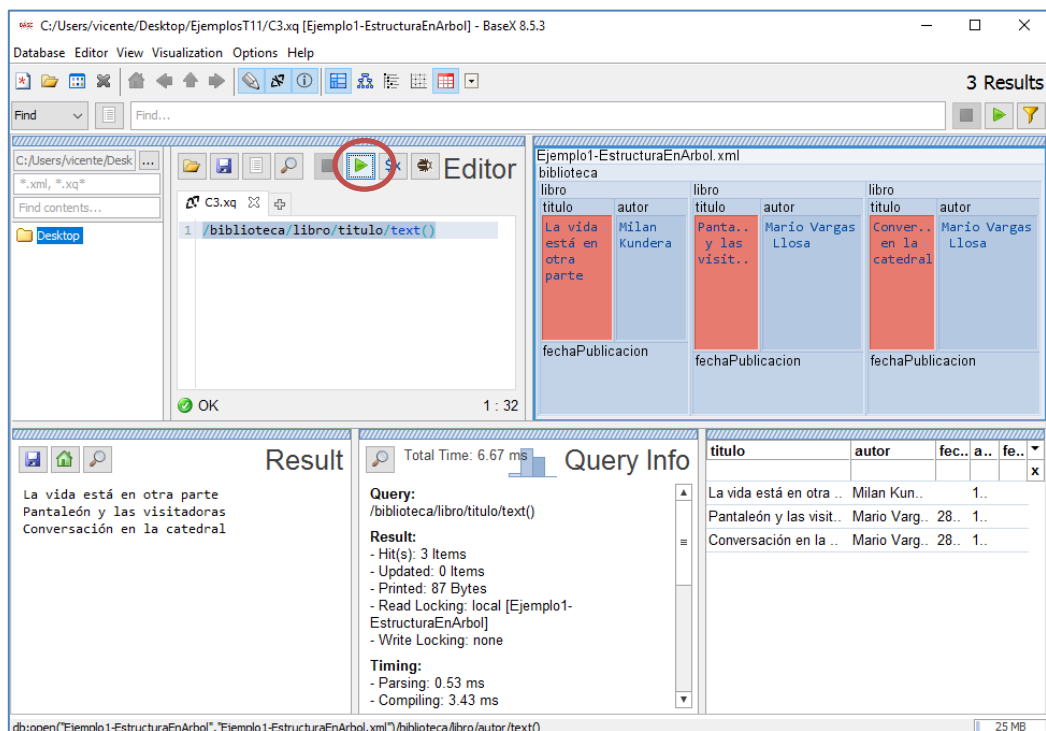 C:/Users/vicente/Desktop/EjemplosT11/C3.xq [Ejemplo1-EstructuraEnArbol] - BaseX 8.5.3
Database Editor View Visualization Options Help
3 Results
Find
Find...
C:/Users/vicente/Desk ...
*.xml, *.xq*
Find contents...
Desktop
Editor
C3.xq
1 /biblioteca/libro/titulo/text()
OK
1 : 32
Ejemplo1-EstructuraEnArbol.xml
biblioteca
libro libro libro
titulo autor titulo autor titulo autor
La vida Milan Panta.. Mario Vargas Conver.. Mario Vargas
está en Kundera y las Llosa en la Llosa
otra visit.. catedral
parte
fechaPublicacion fechaPublicacion fechaPublicacion
Result
La vida está en otra parte
Pantaleón y las visitadoras
Conversación en la catedral
Total Time: 6.67 ms
Query Info
Query:
/biblioteca/libro/titulo/text()
Result:
- Hit(s): 3 Items
- Updated: 0 Items
- Printed: 87 Bytes
- Read Locking: local [Ejemplo1-
EstructuraEnArbol]
- Write Locking: none
Timing:
- Parsing: 0.53 ms
- Compiling: 3.43 ms
titulo autor fec.. a.. fe..
x
La vida está en otra .. Milan Kun.. 1..
Pantaleón y las visit.. Mario Varg.. 28.. 1..
Conversación en la .. Mario Varg.. 28.. 1..
db:open("Ejemplo1-EstructuraEnArbol","Ejemplo1-EstructuraEnArbol.xml")/biblioteca/libro/autor/text()
25 MB